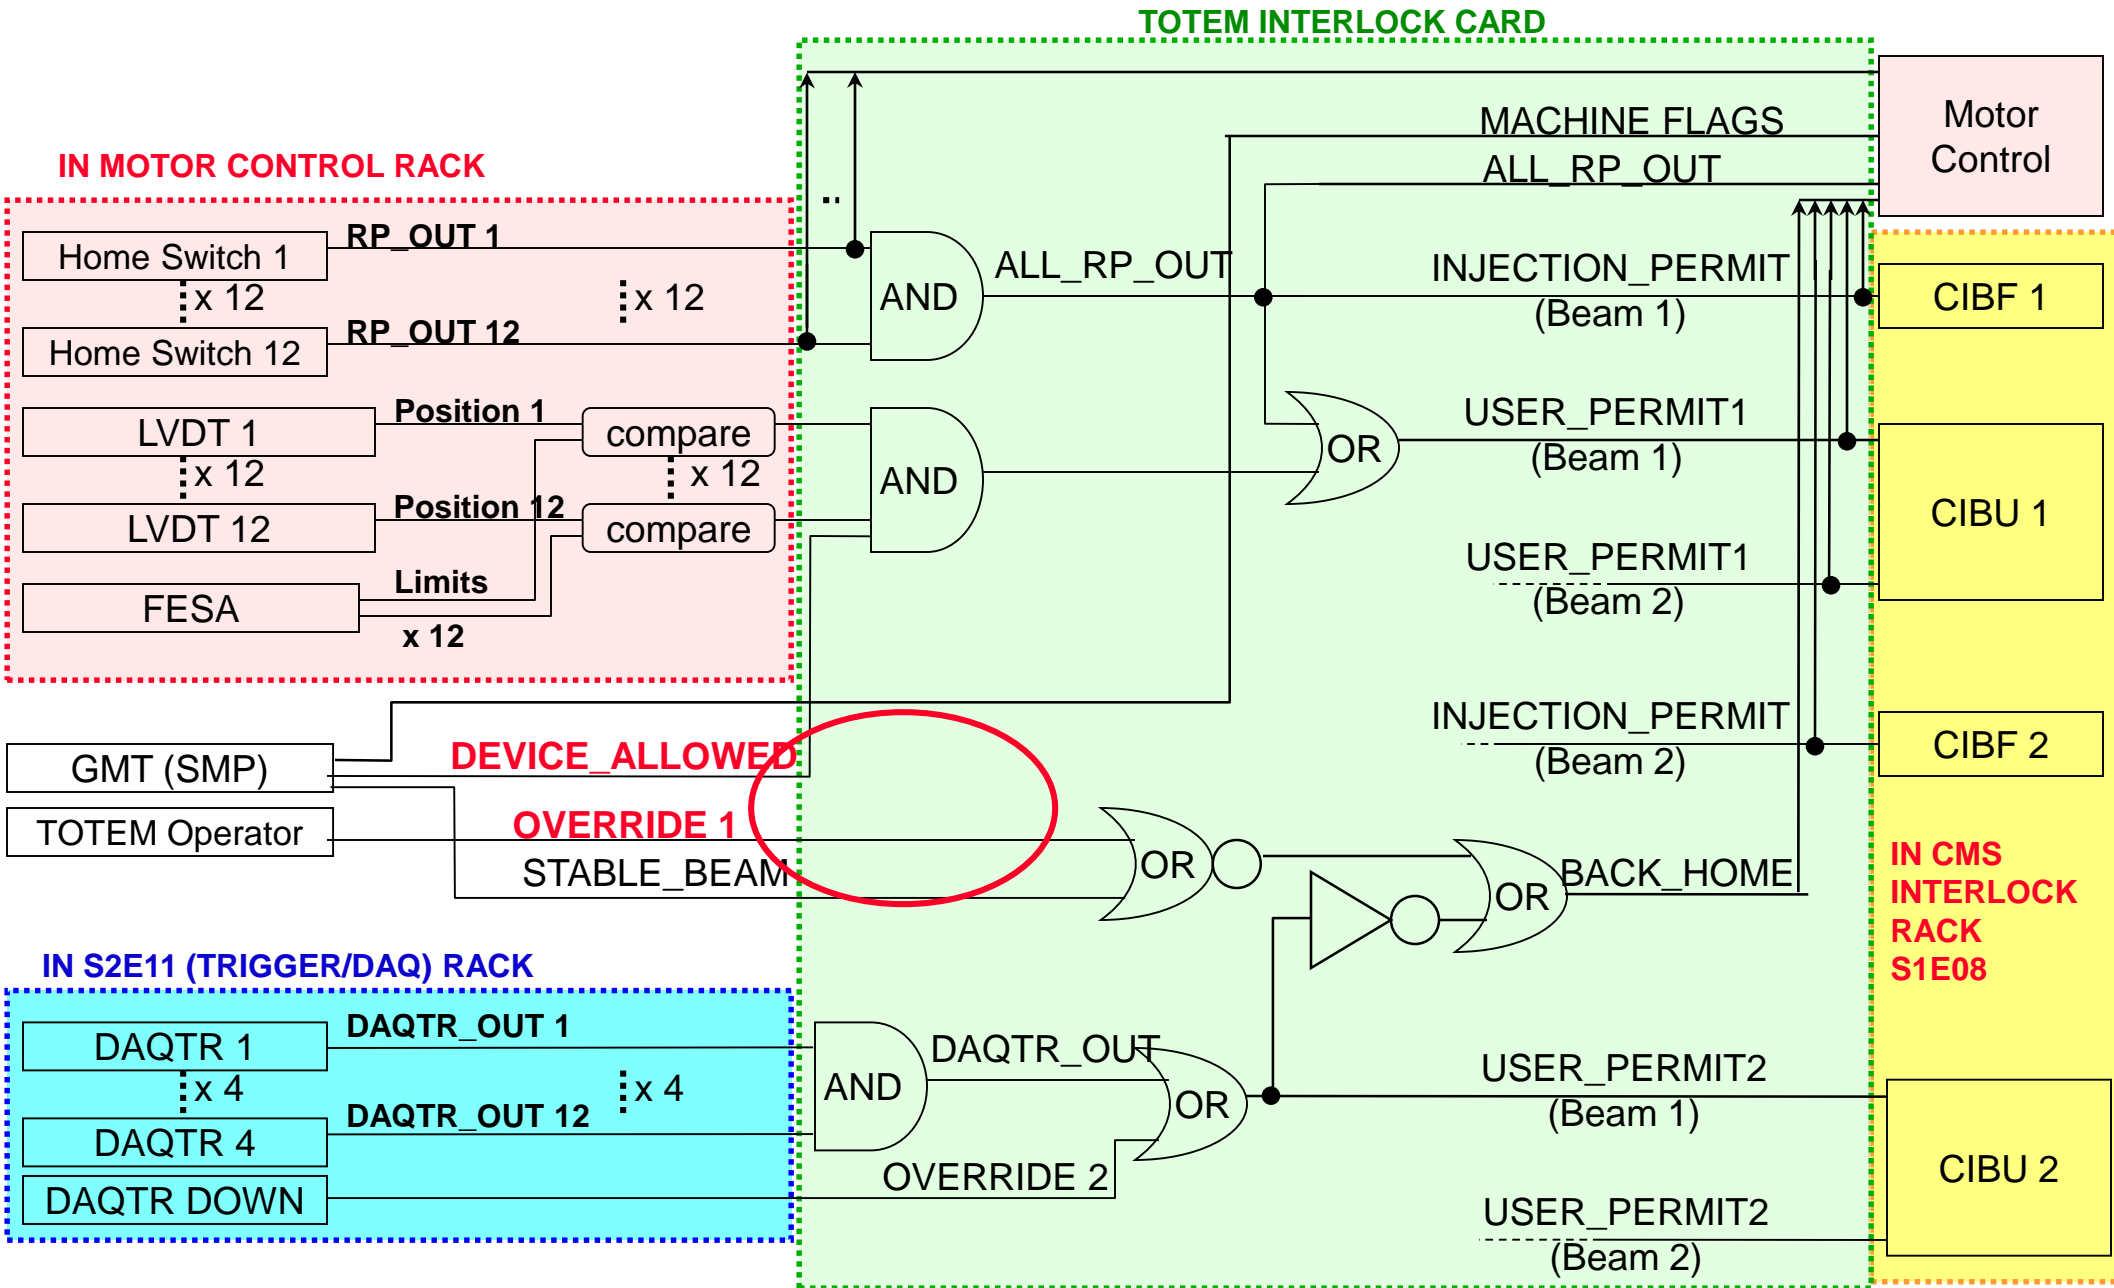 TOTEM INTERLOCK CARD
MACHINE FLAGS
Motor
Control
ALL_RP_OUT
IN MOTOR CONTROL RACK
..
Home Switch 1
RP_OUT 1
x 12
x 12
Home Switch 12
RP_OUT 12
AND
ALL_RP_OUT
INJECTION_PERMIT
(Beam 1)
CIBF 1
LVDT 1
Position 1
compare
x 12
x 12
LVDT 12
Position 12
compare
AND
OR
USER_PERMIT1
(Beam 1)
CIBU 1
USER_PERMIT1
(Beam 2)
FESA
Limits
x 12
INJECTION_PERMIT
(Beam 2)
CIBF 2
GMT (SMP)
DEVICE_ALLOWED
TOTEM Operator
OVERRIDE 1
STABLE_BEAM
OR
OR
BACK_HOME
IN CMS
INTERLOCK
RACK
S1E08
IN S2E11 (TRIGGER/DAQ) RACK
DAQTR 1
DAQTR_OUT 1
x 4
x 4
DAQTR 4
DAQTR_OUT 12
DAQTR DOWN
AND
DAQTR_OUT
OR
OVERRIDE 2
USER_PERMIT2
(Beam 1)
CIBU 2
USER_PERMIT2
(Beam 2)